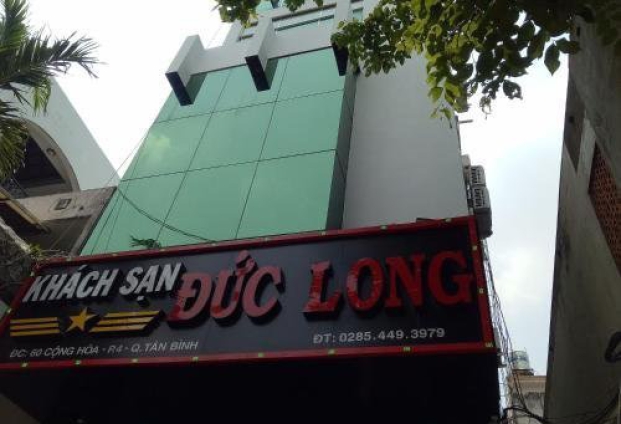 KHÁCH SẠN
ĐỨC LONG
ĐC: 60 CỘNG HÒA - P.4 - Q. TÂN BÌNH
ĐT: 0285.449.3979